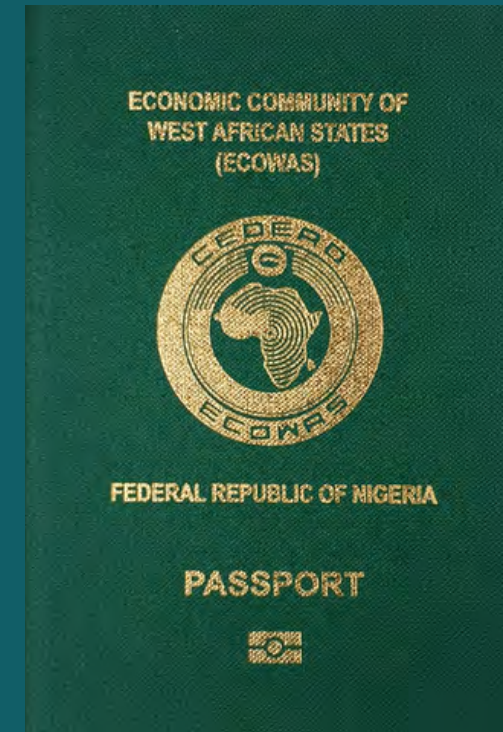 ECONOMIC COMMUNITY OF
WEST AFRICAN STATES
(ECOWAS)
CEDEAO
ECOWAS
FEDERAL REPUBLIC OF NIGERIA
PASSPORT